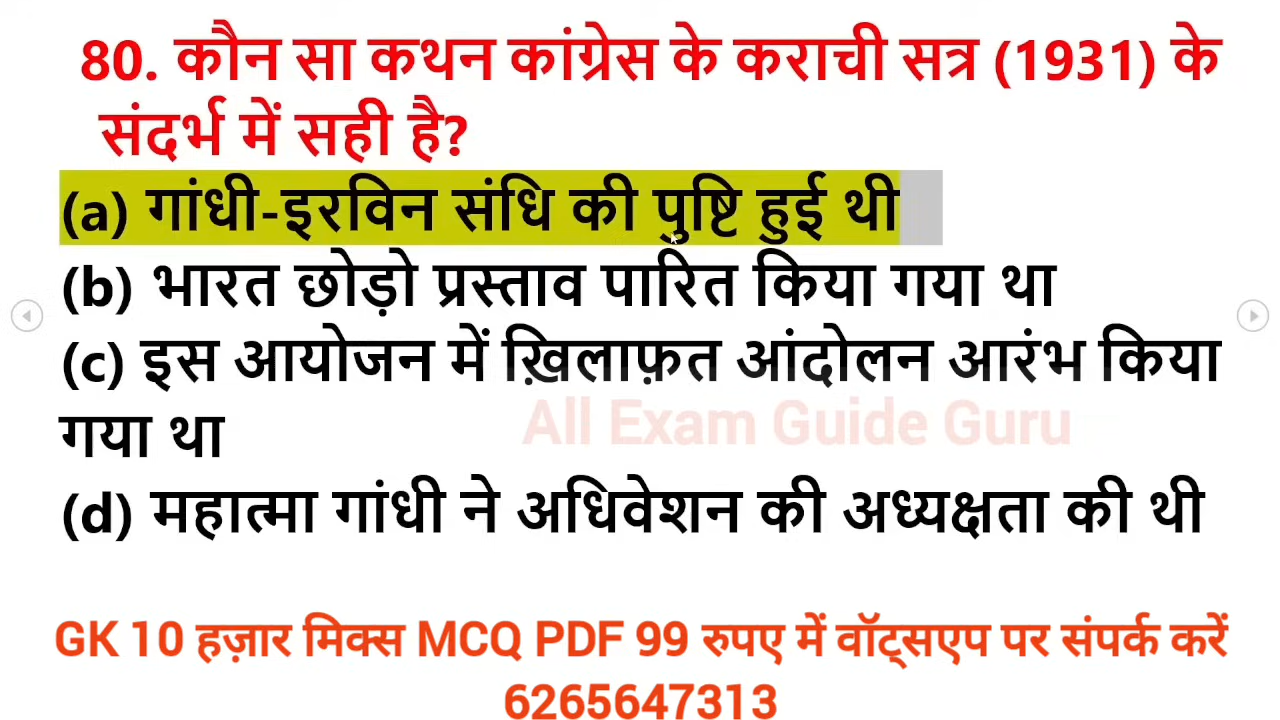 80. कौन सा कथन कांग्रेस के कराची सत्र (1931) के
संदर्भ में सही है?
(a) गांधी-इरविन संधि की पुष्टि हुई थी
(b) भारत छोड़ो प्रस्ताव पारित किया गया था
(c) इस आयोजन में ख़िलाफ़त आंदोलन आरंभ किया
गया था
All Exam Guide Guru
(d) महात्मा गांधी ने अधिवेशन की अध्यक्षता की थी
GK 10 हज़ार मिक्स MCQ PDF 99 रुपए में वॉट्सएप पर संपर्क करें
6265647313